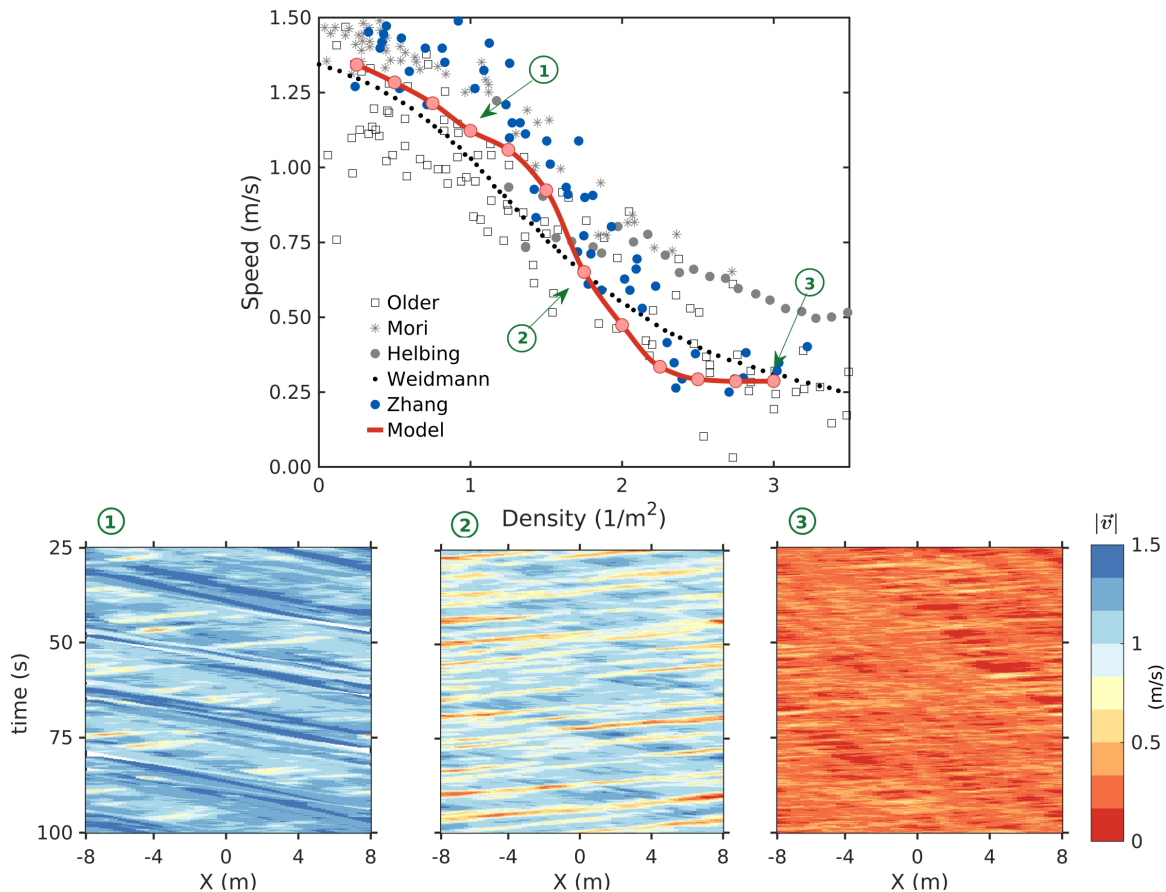 1.50
1.25
1.00
0.75
0.50
0.25
0.00
Speed (m/s)
1
2
3
Older
Mori
Helbing
Weidmann
Zhang
Model
0 1 2 3
Density (1/m²)
1 2 3
|v⃗|
25
50
75
100
time (s)
-8 -4 0 4 8
X (m)
-8 -4 0 4 8
X (m)
-8 -4 0 4 8
X (m)
1.5
1
0.5
0
(m/s)